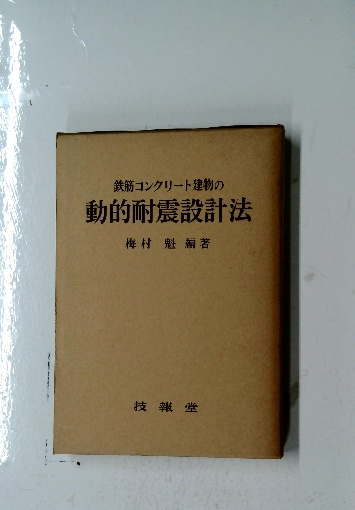 鉄筋コンクリート建物の
動的耐震設計法
梅村 魁 編著
技報堂